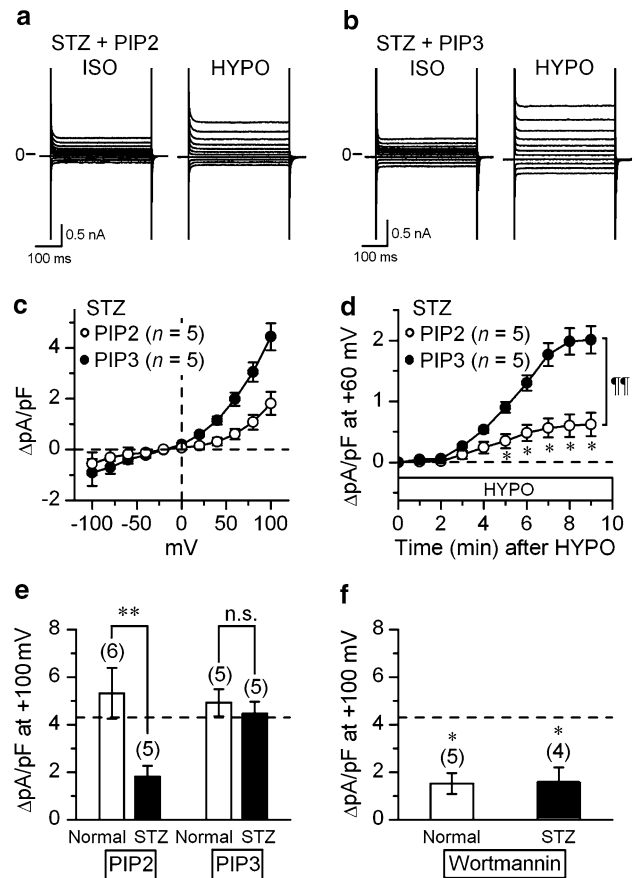 a
STZ + PIP2
ISO HYPO
0
0.5 nA
100 ms
b
STZ + PIP3
ISO HYPO
0
0.5 nA
100 ms
c
STZ
PIP2 (n = 5)
PIP3 (n = 5)
ΔpA/pF
4
2
0
-2
-100 -50 0 50 100
mV
d
STZ
PIP2 (n = 5)
PIP3 (n = 5)
¶¶
ΔpA/pF at +60 mV
2
1
0
* * * * *
HYPO
0 2 4 6 8 10
Time (min) after HYPO
e
ΔpA/pF at +100 mV
8
6
4
2
0
** n.s.
(6) (5) (5) (5)
Normal STZ Normal STZ
PIP2 PIP3
f
ΔpA/pF at +100 mV
8
6
4
2
0
* *
(5) (4)
Normal STZ
Wortmannin